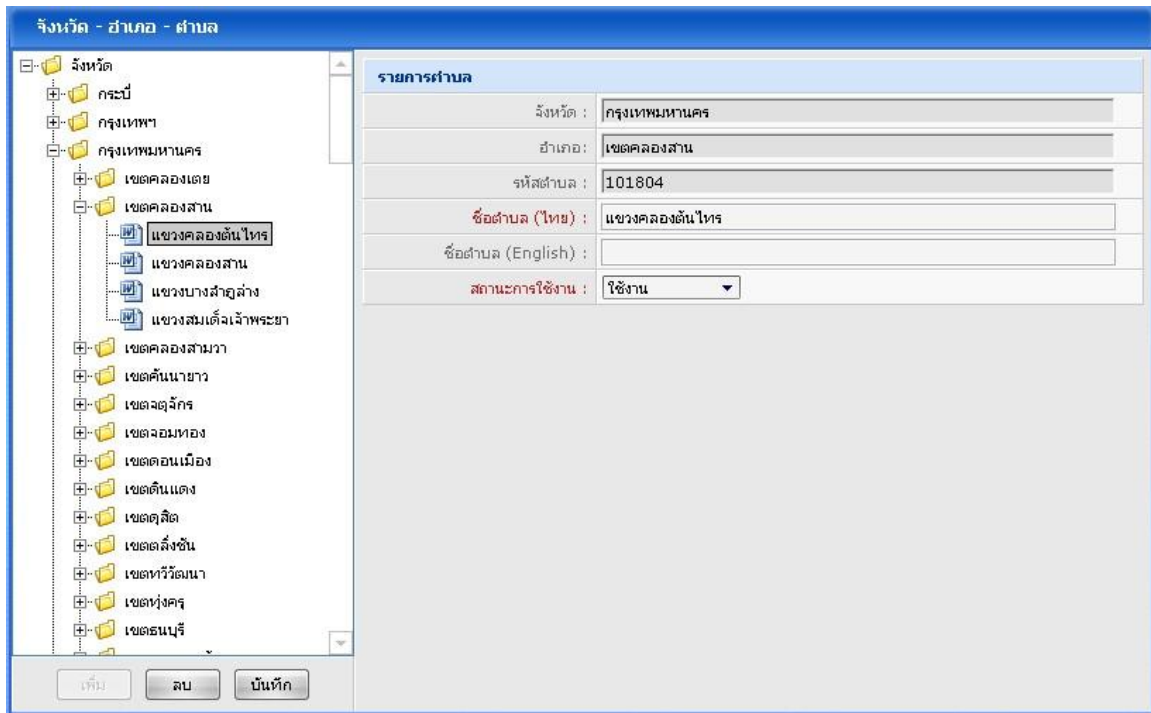 จังหวัด - อำเภอ - ตำบล
จังหวัด
กระบี่
กรุงเทพฯ
กรุงเทพมหานคร
เขตคลองเตย
เขตคลองสาน
แขวงคลองต้นไทร
แขวงคลองสาน
แขวงบางลำภูล่าง
แขวงสมเด็จเจ้าพระยา
เขตคลองสามวา
เขตคันนายาว
เขตจตุจักร
เขตจอมทอง
เขตดอนเมือง
เขตดินแดง
เขตดุสิต
เขตตลิ่งชัน
เขตทวีวัฒนา
เขตทุ่งครุ
เขตธนบุรี
เพิ่ม ลบ บันทึก
รายการตำบล
จังหวัด : กรุงเทพมหานคร
อำเภอ: เขตคลองสาน
รหัสตำบล : 101804
ชื่อตำบล (ไทย) : แขวงคลองต้นไทร
ชื่อตำบล (English) :
สถานะการใช้งาน : ใช้งาน